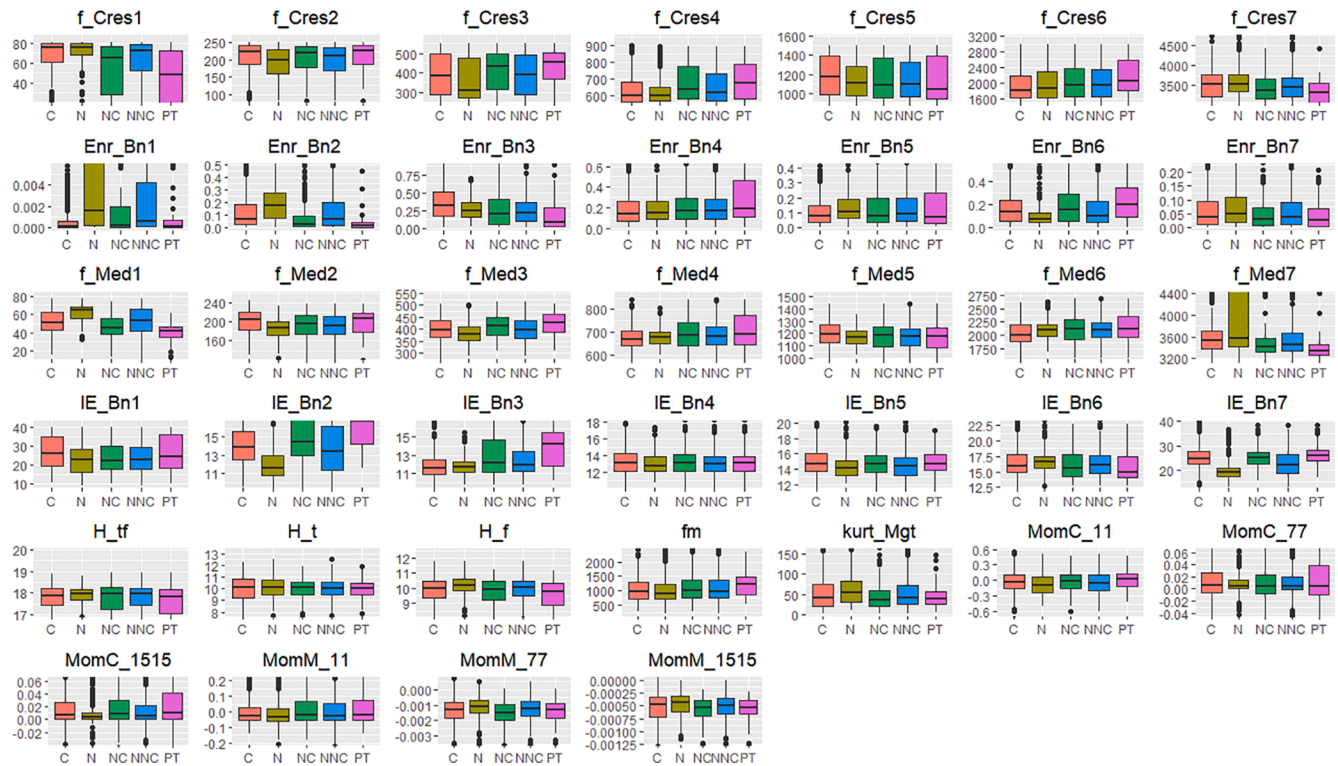 f_Cres1
80
60
40
C N NC NNC PT
f_Cres2
250
200
150
100
C N NC NNC PT
f_Cres3
500
400
300
C N NC NNC PT
f_Cres4
900
800
700
600
C N NC NNC PT
f_Cres5
1600
1400
1200
1000
C N NC NNC PT
f_Cres6
3200
2800
2400
2000
1600
C N NC NNC PT
f_Cres7
4500
4000
3500
C N NC NNC PT
Enr_Bn1
0.004
0.002
0.000
C N NC NNC PT
Enr_Bn2
0.5
0.4
0.3
0.2
0.1
0.0
C N NC NNC PT
Enr_Bn3
0.75
0.50
0.25
0.00
C N NC NNC PT
Enr_Bn4
0.6
0.4
0.2
0.0
C N NC NNC PT
Enr_Bn5
0.4
0.3
0.2
0.1
0.0
C N NC NNC PT
Enr_Bn6
0.4
0.2
0.0
C N NC NNC PT
Enr_Bn7
0.20
0.15
0.10
0.05
0.00
C N NC NNC PT
f_Med1
80
60
40
20
C N NC NNC PT
f_Med2
240
200
160
C N NC NNC PT
f_Med3
550
500
450
400
350
300
C N NC NNC PT
f_Med4
800
700
600
C N NC NNC PT
f_Med5
1500
1400
1300
1200
1100
1000
C N NC NNC PT
f_Med6
2750
2500
2250
2000
1750
C N NC NNC PT
f_Med7
4400
4000
3600
3200
C N NC NNC PT
IE_Bn1
40
30
20
10
C N NC NNC PT
IE_Bn2
15
13
11
C N NC NNC PT
IE_Bn3
15
13
11
C N NC NNC PT
IE_Bn4
18
16
14
12
C N NC NNC PT
IE_Bn5
20
18
16
14
12
C N NC NNC PT
IE_Bn6
22.5
20.0
17.5
15.0
12.5
C N NC NNC PT
IE_Bn7
40
30
20
C N NC NNC PT
H_tf
20
19
18
17
C N NC NNC PT
H_t
13
12
11
10
9
8
C N NC NNC PT
H_f
12
11
10
9
C N NC NNC PT
fm
2000
1500
1000
500
C N NC NNC PT
kurt_Mgt
150
100
50
0
C N NC NNC PT
MomC_11
0.6
0.3
0.0
-0.3
-0.6
C N NC NNC PT
MomC_77
0.06
0.04
0.02
0.00
-0.02
-0.04
C N NC NNC PT
MomC_1515
0.06
0.04
0.02
0.00
-0.02
C N NC NNC PT
MomM_11
0.2
0.1
0.0
-0.1
-0.2
C N NC NNC PT
MomM_77
0.000
-0.001
-0.002
-0.003
C N NC NNC PT
MomM_1515
0.00000
-0.00025
-0.00050
-0.00075
-0.00100
-0.00125
C N NC NNC PT